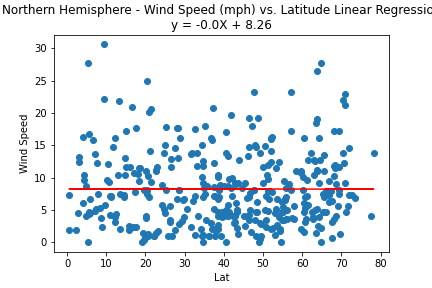 Northern Hemisphere - Wind Speed (mph) vs. Latitude Linear Regressio
y = -0.0X + 8.26
30
25
20
15
10
5
0
Wind Speed
0 10 20 30 40 50 60 70 80
Lat